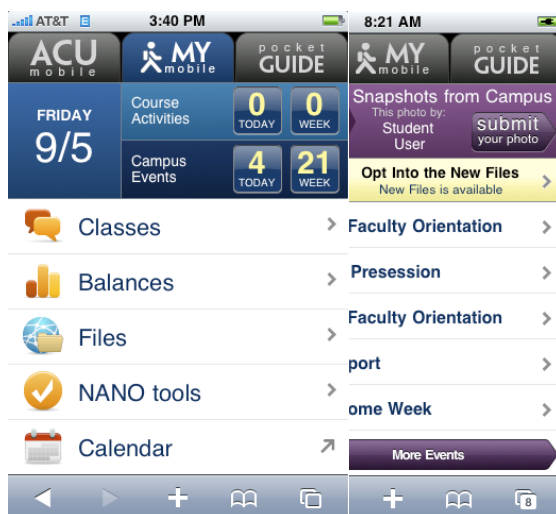 AT&T E 3:40 PM
ACU
mobile
MY
mobile
pocket
GUIDE
FRIDAY
9/5
Course
Activities
0
TODAY
0
WEEK
Campus
Events
4
TODAY
21
WEEK
Classes
Balances
Files
NANO tools
Calendar
8:21 AM
MY
mobile
pocket
GUIDE
Snapshots from Campus
This photo by:
Student
User
submit
your photo
Opt Into the New Files
New Files is available
Faculty Orientation
Presession
Faculty Orientation
port
ome Week
More Events
8